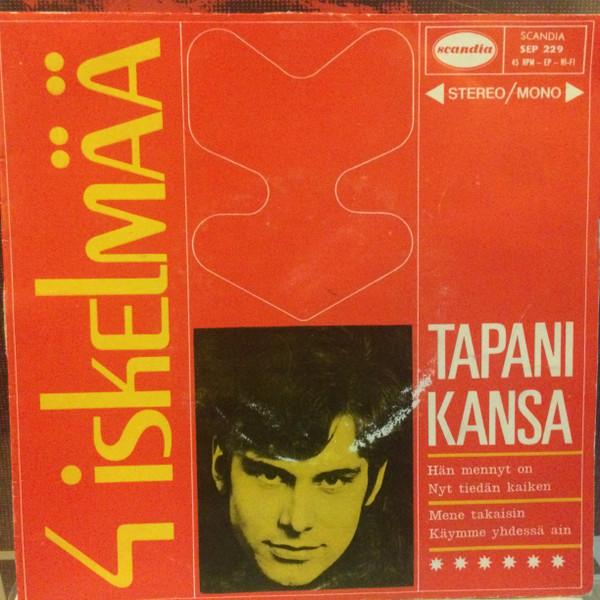 4 iskelmää
scandia
SCANDIA
SEP 229
45 RPM - EP - HI-FI
STEREO/MONO
TAPANI
KANSA
Hän mennyt on
Nyt tiedän kaiken
Mene takaisin
Käymme yhdessä ain